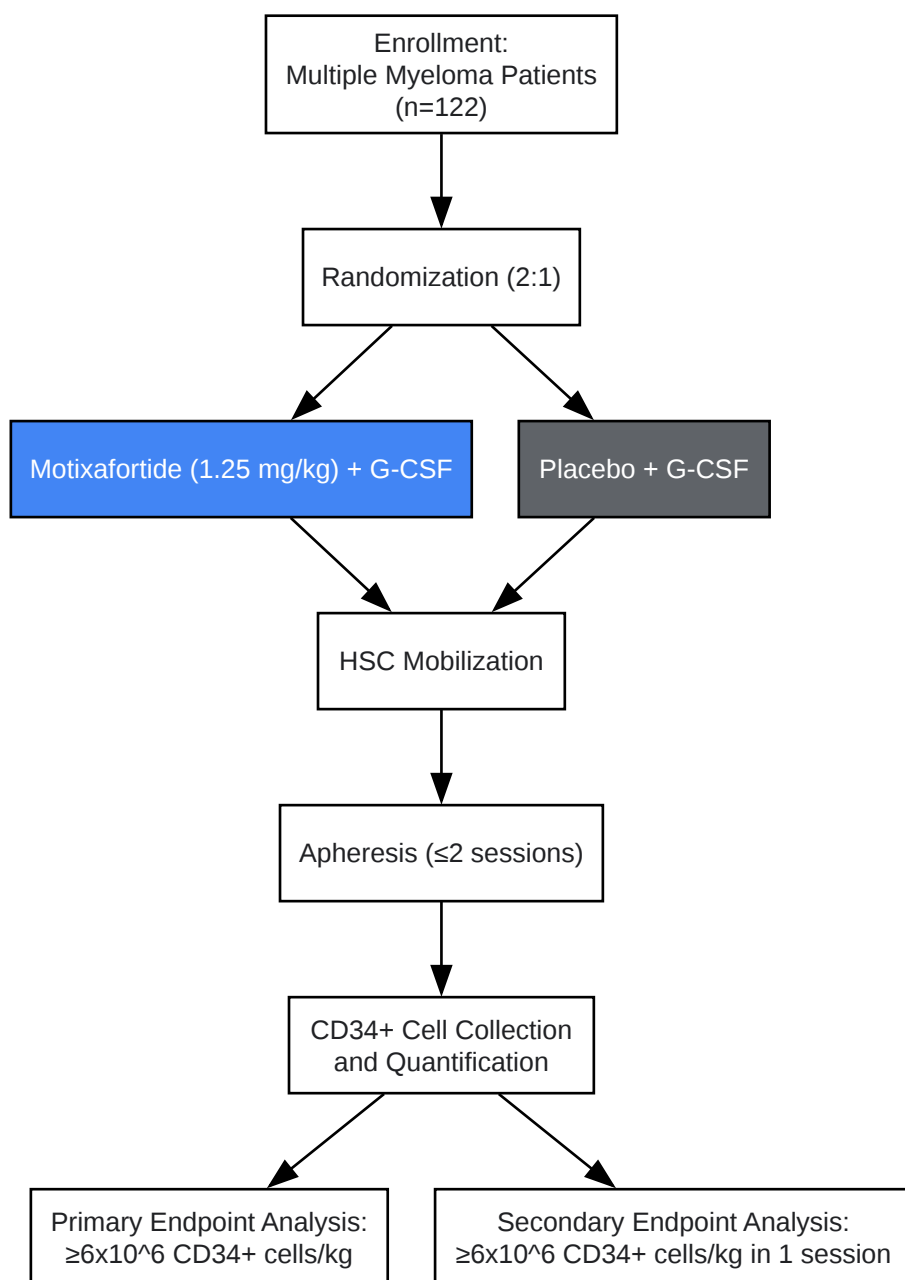 Enrollment:
Multiple Myeloma Patients
(n=122)
Randomization (2:1)
Motixafortide (1.25 mg/kg) + G-CSF
Placebo + G-CSF
HSC Mobilization
Apheresis (≤2 sessions)
CD34+ Cell Collection
and Quantification
Primary Endpoint Analysis:
≥6x10^6 CD34+ cells/kg
Secondary Endpoint Analysis:
≥6x10^6 CD34+ cells/kg in 1 session